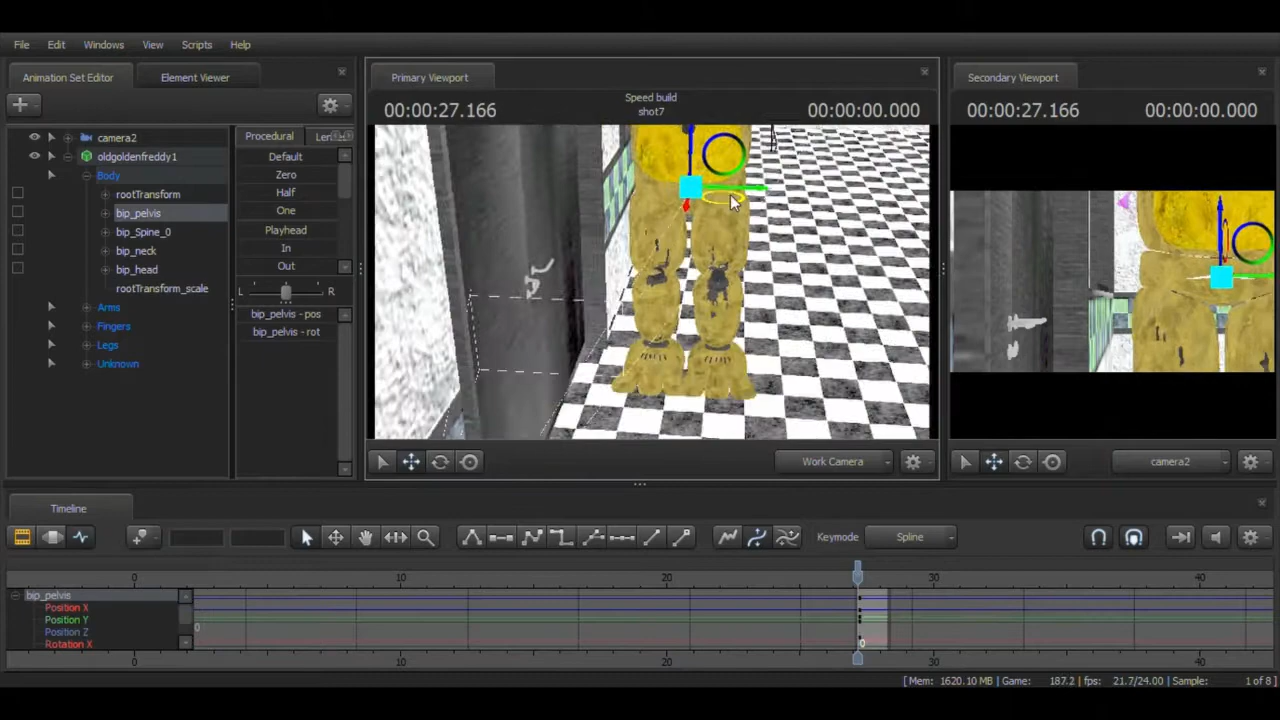 File Edit Windows View Scripts Help
Animation Set Editor Element Viewer
Primary Viewport
Secondary Viewport
00:00:27.166
Speed build
shot7
00:00:00.000
00:00:27.166 00:00:00.000
camera2
oldgoldenfreddy1
Body
rootTransform
bip_pelvis
bip_Spine_0
bip_neck
bip_head
rootTransform_scale
Arms
Fingers
Legs
Unknown
Procedural
Default
Zero
Half
One
Playhead
In
Out
L R
bip_pelvis - pos
bip_pelvis - rot
Work Camera
camera2
Timeline
Keymode Spline
0 10 20 30 40
bip_pelvis
Position X
Position Y
Position Z
Rotation X
0
0
0 10 20 30 40
[ Mem: 1620.10 MB | Game: 187.2 | fps: 21.7/24.00 | Sample: 1 of 8 ]